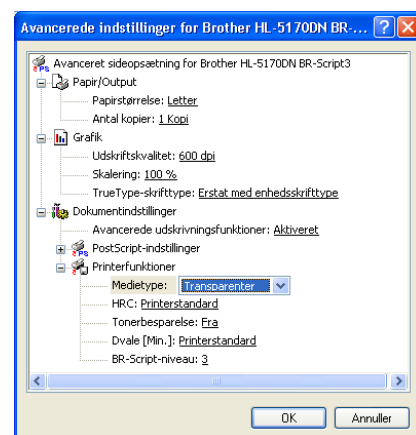 Avancerede indstillinger for Brother HL-5170DN BR-...
Avanceret sideopsætning for Brother HL-5170DN BR-Script3
Papir/Output
Papirstørrelse: Letter
Antal kopier: 1 Kopi
Grafik
Udskriftskvalitet: 600 dpi
Skalering: 100 %
TrueType-skrifttype: Erstat med enhedsskrifttype
Dokumentindstillinger
Avancerede udskrivningsfunktioner: Aktiveret
PostScript-indstillinger
Printerfunktioner
Medietype: Transparenter
HRC: Printerstandard
Tonerbesparelse: Fra
Dvale [Min.]: Printerstandard
BR-Script-niveau: 3
OK Annuller